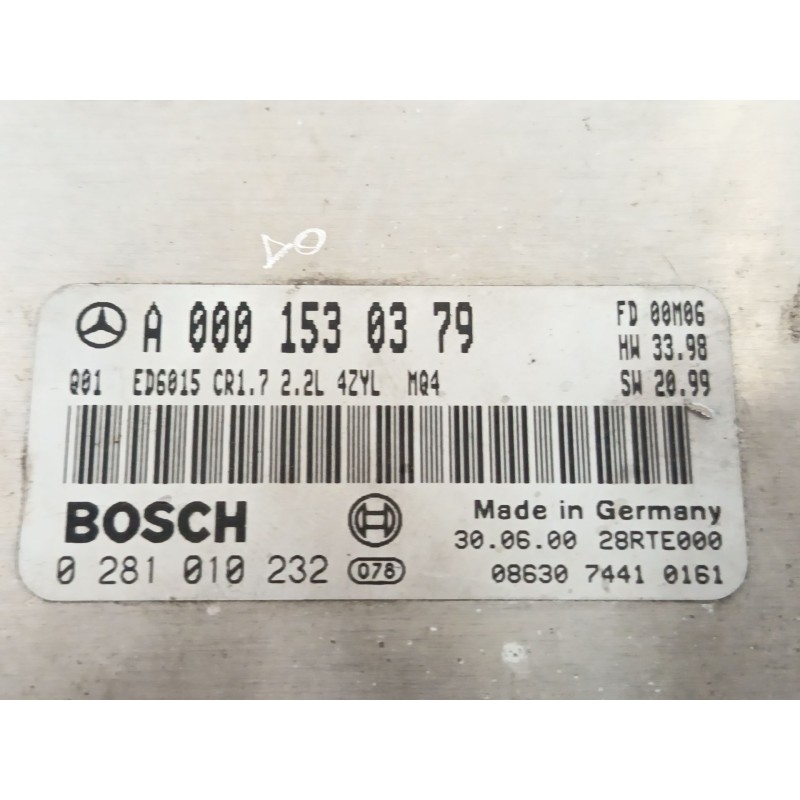 A 000 153 03 79
FD 00M06
HW 33.98
Q01 ED6015 CR1.7 2.2L 4ZYL MQ4
SW 20.99
BOSCH
Made in Germany
30.06.00 28RTE000
0 281 010 232 078
08630 7441 0161